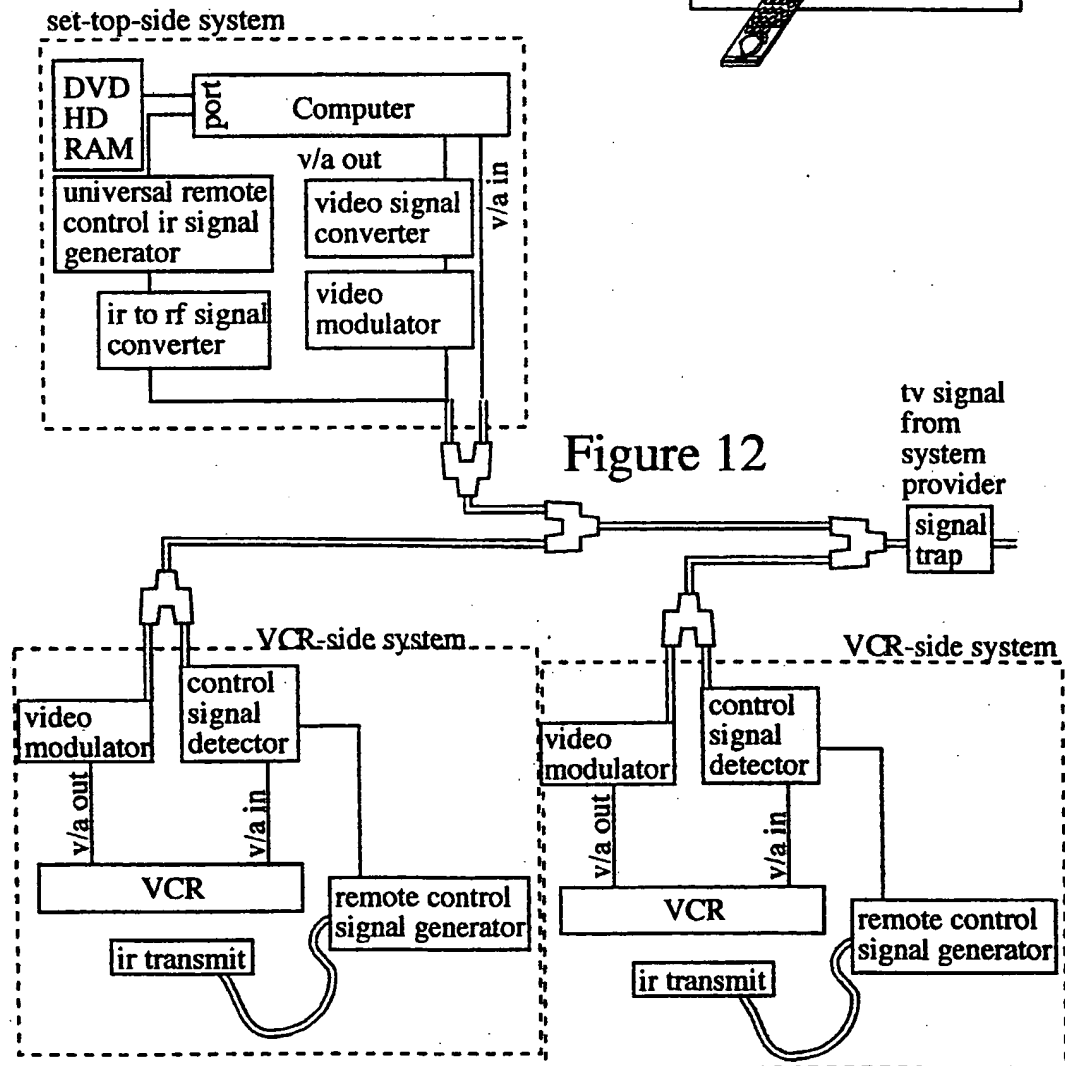 set-top-side system
DVD
HD
RAM
port
Computer
v/a out
v/a in
universal remote
control ir signal
generator
video signal
converter
ir to rf signal
converter
video
modulator
Figure 12
tv signal
from
system
provider
signal
trap
VCR-side system
video
modulator
control
signal
detector
v/a out
v/a in
VCR
remote control
signal generator
ir transmit
VCR-side system
video
modulator
control
signal
detector
v/a out
v/a in
VCR
remote control
signal generator
ir transmit